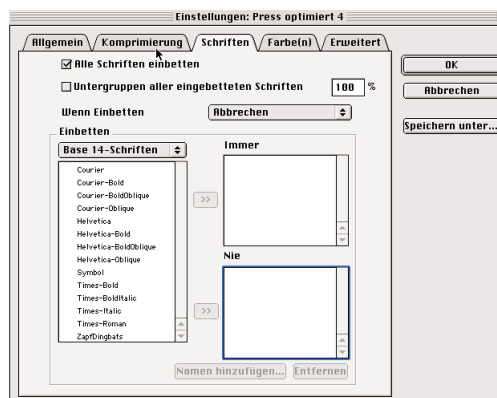 Einstellungen: Press optimiert 4
Allgemein Komprimierung Schriften Farbe(n) Erweitert
Alle Schriften einbetten
Untergruppen aller eingebetteten Schriften 100 %
Wenn Einbetten Abbrechen
Einbetten
Base 14-Schriften
Courier
Courier-Bold
Courier-BoldOblique
Courier-Oblique
Helvetica
Helvetica-Bold
Helvetica-BoldOblique
Helvetica-Oblique
Symbol
Times-Bold
Times-BoldItalic
Times-Italic
Times-Roman
ZapfDingbats
>>
>>
Immer
Nie
Namen hinzufügen... Entfernen
OK
Abbrechen
Speichern unter...